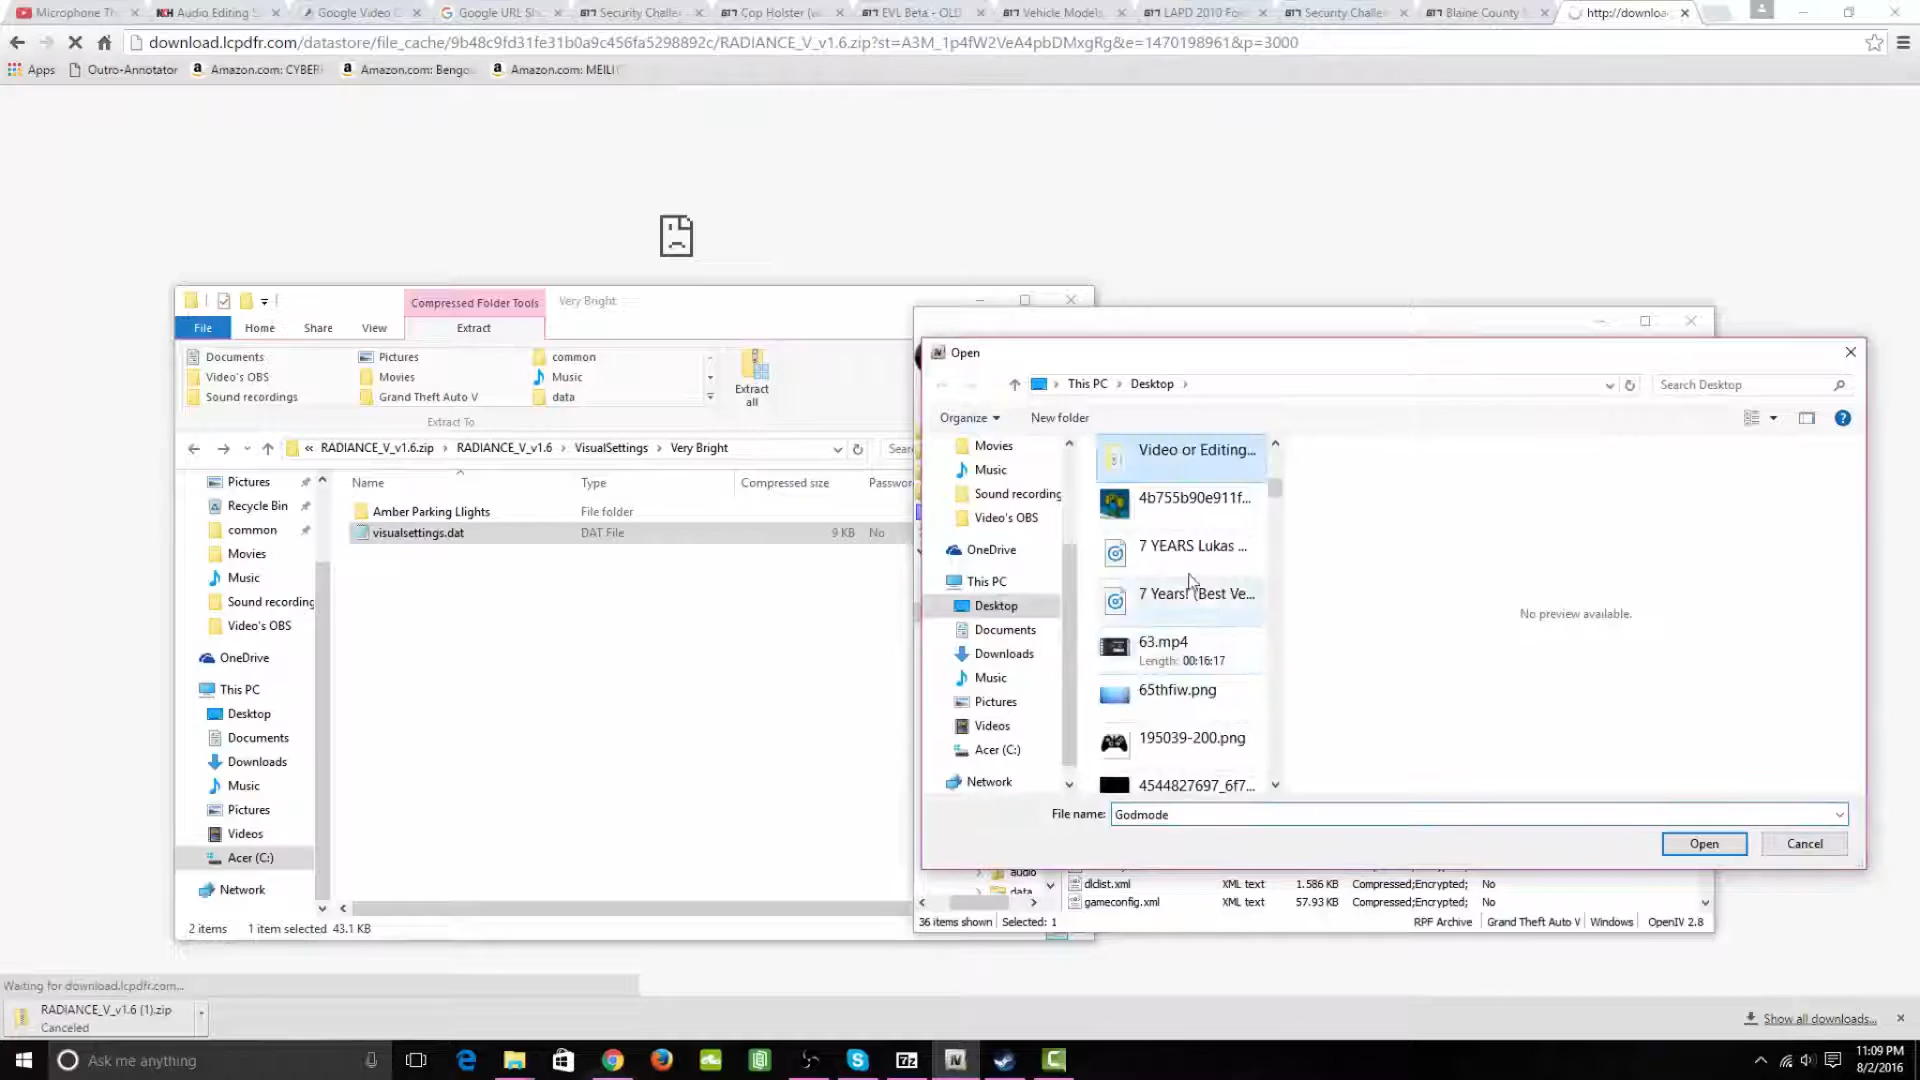 Microphone Th
Audio Editing S
Google Video C
Google URL Sh
Security Challe
Cop Holster (w
EVL Beta - OLD
Vehicle Models
LAPD 2010 Fo
Security Challe
Blaine County
http://downloa
download.lcpdfr.com/datastore/file_cache/9b48c9fd31fe31b0a9c456fa5298892c/RADIANCE_V_v1.6.zip?st=A3M_1p4fW2VeA4pbDMxgRg&e=1470198961&p=3000
Apps
Outro-Annotator
Amazon.com: CYBER
Amazon.com: Bengo
Amazon.com: MEILI
Compressed Folder Tools
Very Bright
File
Home
Share
View
Extract
Documents
Pictures
common
Video's OBS
Movies
Music
Sound recordings
Grand Theft Auto V
data
Extract all
Extract To
« RADIANCE_V_v1.6.zip
RADIANCE_V_v1.6
VisualSettings
Very Bright
Sear
Name
Type
Compressed size
Passwor
Amber Parking Llights
File folder
visualsettings.dat
DAT File
9 KB
No
Pictures
Recycle Bin
common
Movies
Music
Sound recording
Video's OBS
OneDrive
This PC
Desktop
Documents
Downloads
Music
Pictures
Videos
Acer (C:)
Network
2 items
1 item selected 43.1 KB
Open
This PC
Desktop
Search Desktop
Organize
New folder
Movies
Music
Sound recording
Video's OBS
OneDrive
This PC
Desktop
Documents
Downloads
Music
Pictures
Videos
Acer (C:)
Network
Video or Editing...
4b755b90e911f...
7 YEARS Lukas ...
7 Years! (Best Ve...
63.mp4
Length: 00:16:17
65thfiw.png
195039-200.png
4544827697_6f7...
No preview available.
File name:
Godmode
Open
Cancel
audio
data
dlclist.xml
XML text
1.586 KB
Compressed;Encrypted;
No
gameconfig.xml
XML text
57.93 KB
Compressed;Encrypted;
No
36 items shown
Selected: 1
RPF Archive
Grand Theft Auto V
Windows
OpenIV 2.8
Waiting for download.lcpdfr.com...
RADIANCE_V_v1.6 (1).zip
Canceled
Show all downloads...
Ask me anything
11:09 PM
8/2/2016